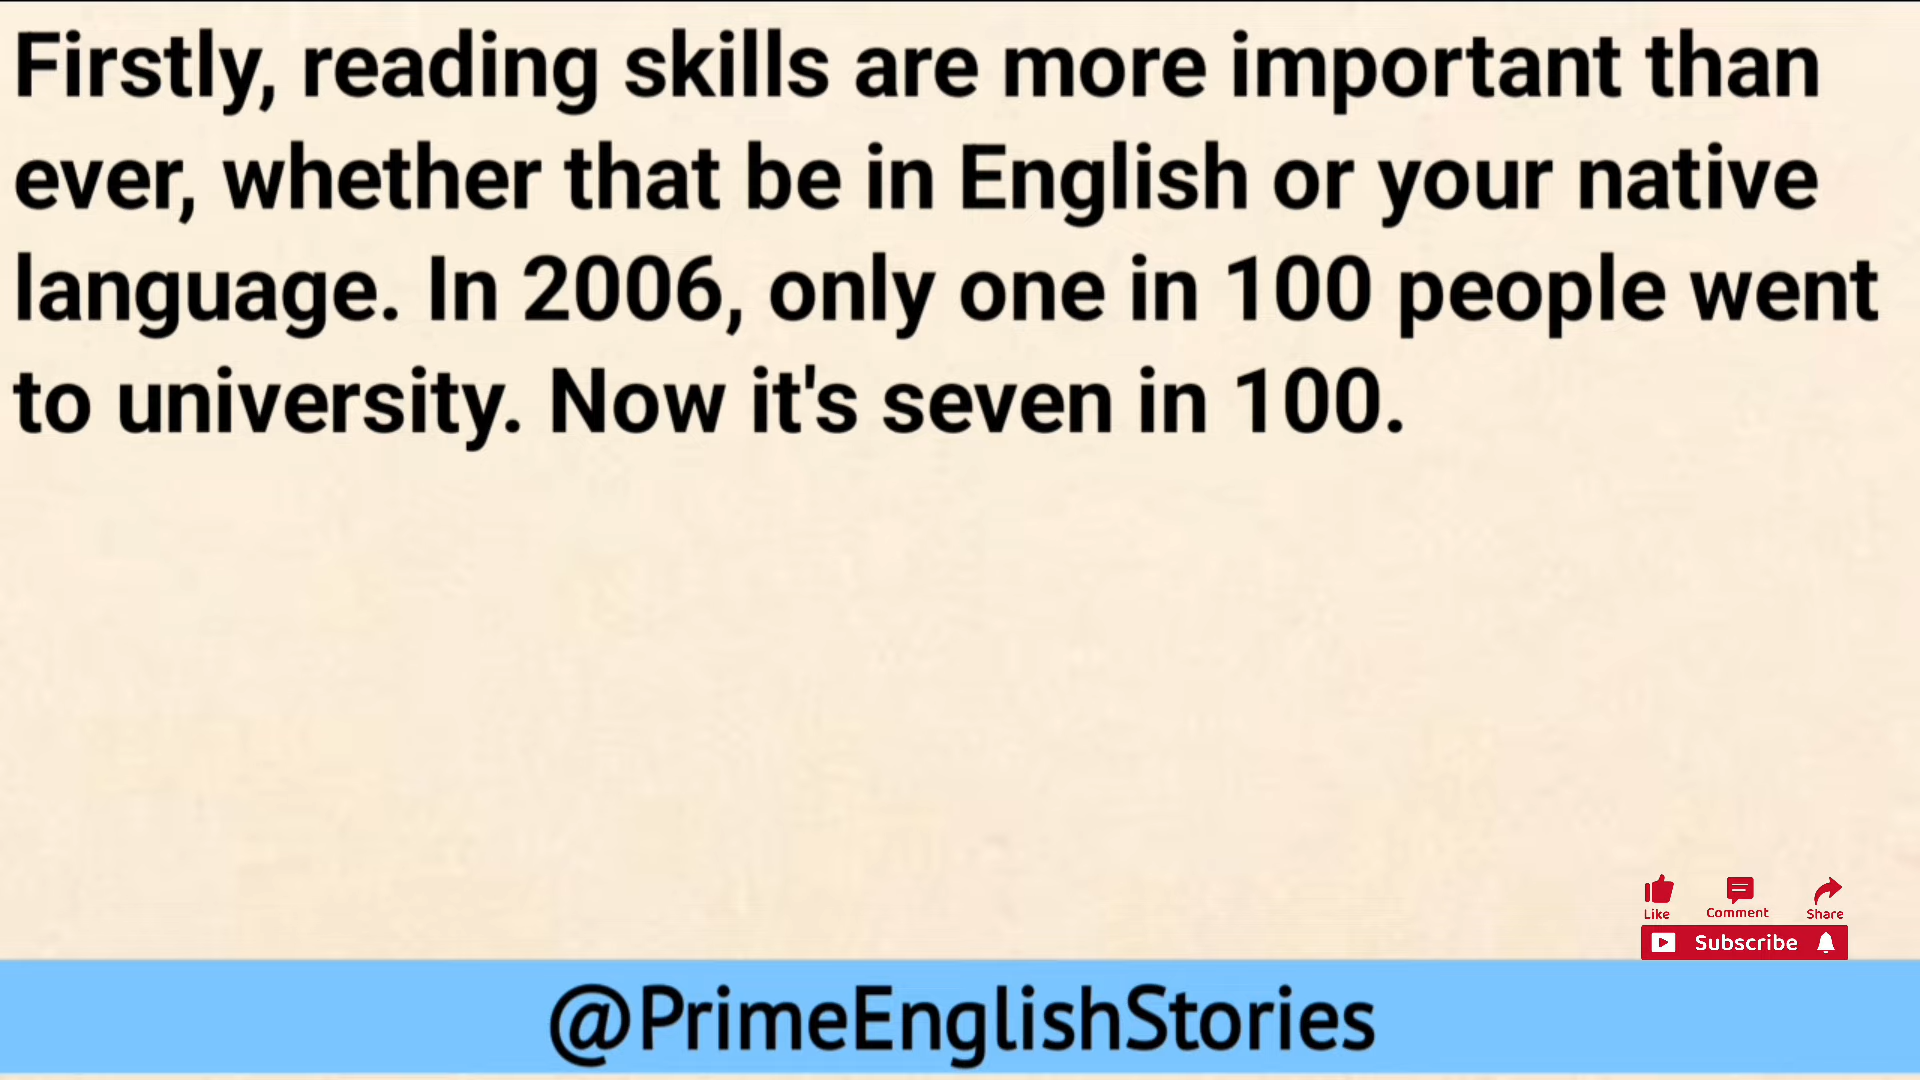 Firstly, reading skills are more important than
ever, whether that be in English or your native
language. In 2006, only one in 100 people went
to university. Now it's seven in 100.
Like Comment Share
Subscribe
@PrimeEnglishStories